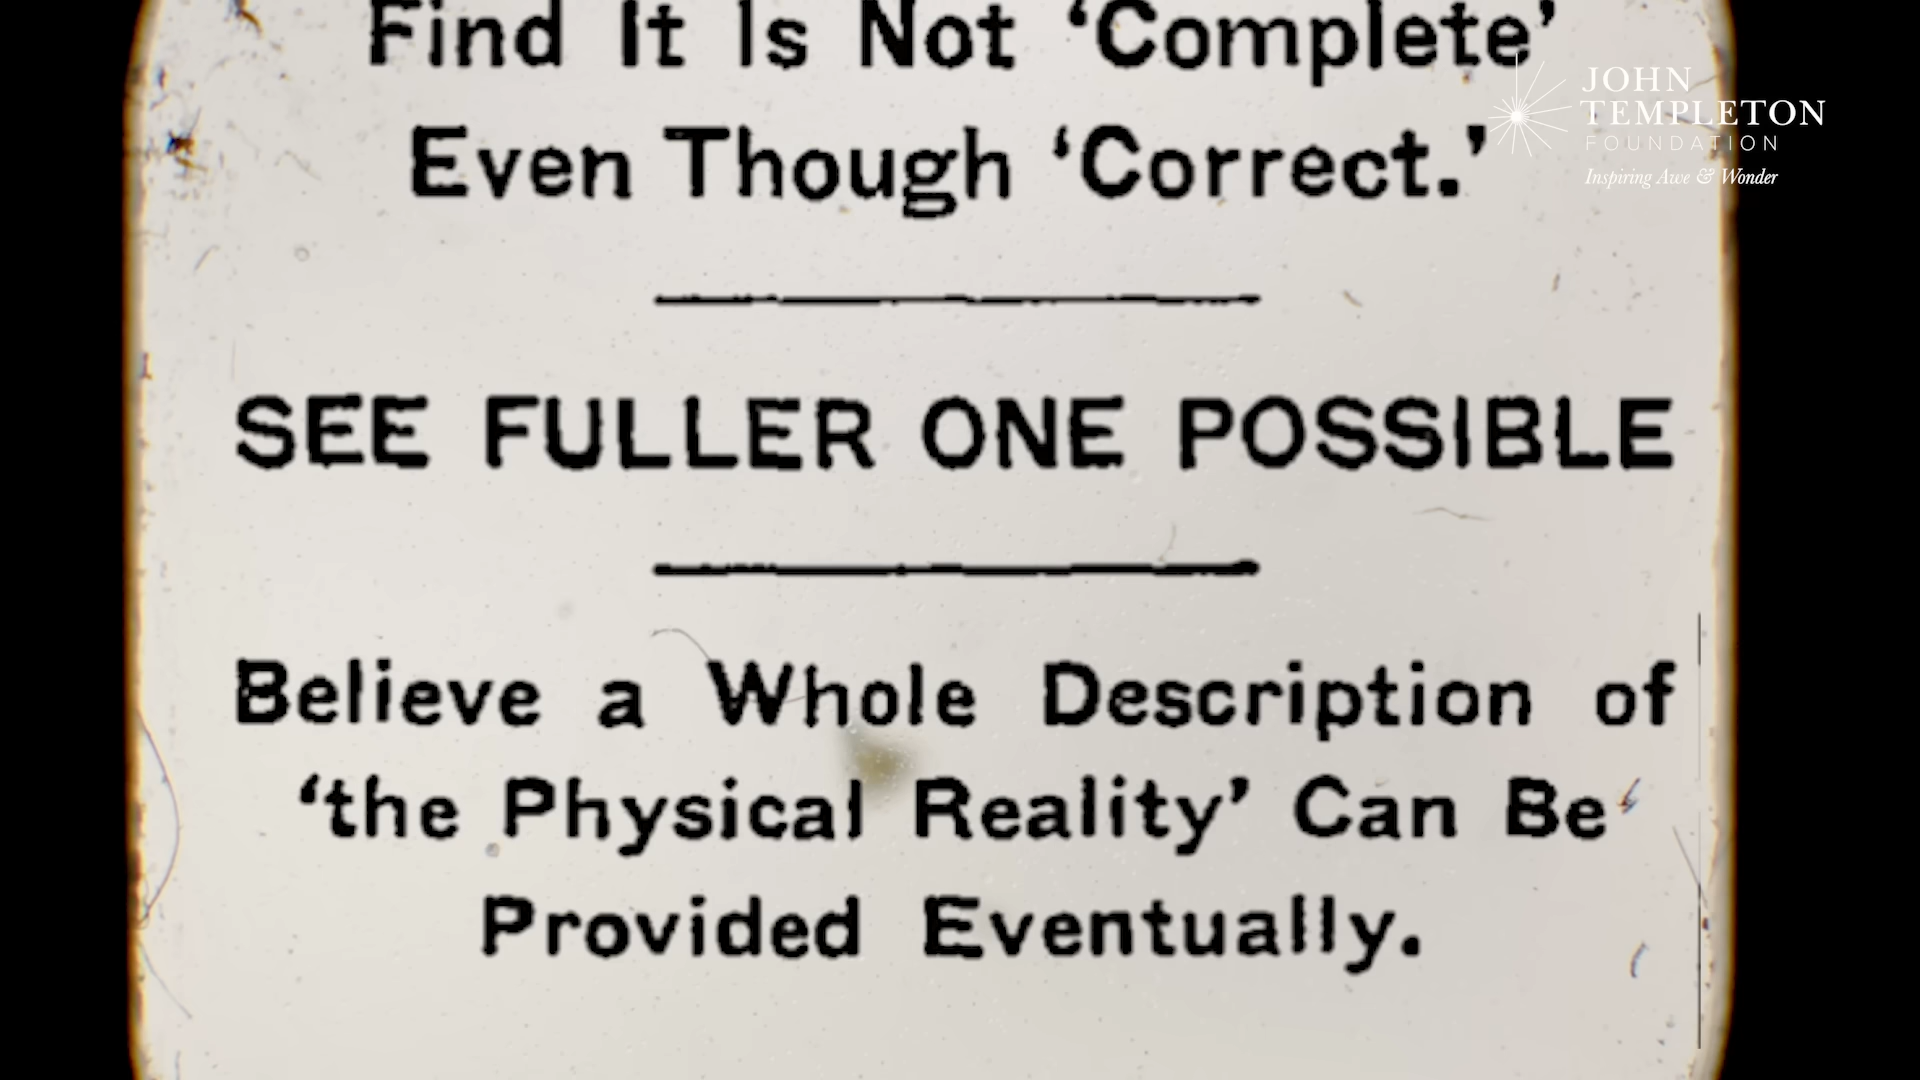 Find It Is Not ‘Complete’
Even Though ‘Correct.’
SEE FULLER ONE POSSIBLE
Believe a Whole Description of
‘the Physical Reality’ Can Be
Provided Eventually.
JOHN
TEMPLETON
FOUNDATION
Inspiring Awe & Wonder